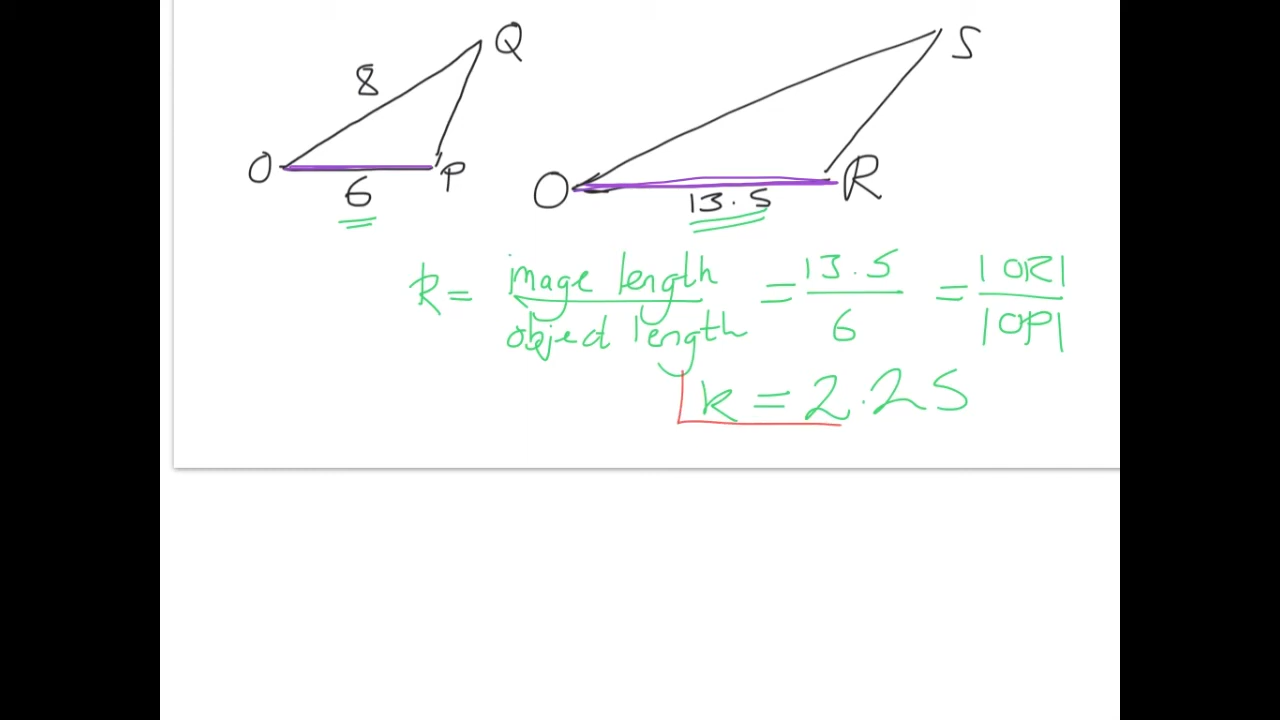 Q
S
8
O
P
6
O
R
13.5
k = image length / object length = 13.5 / 6 = |OR| / |OP|
k = 2.25